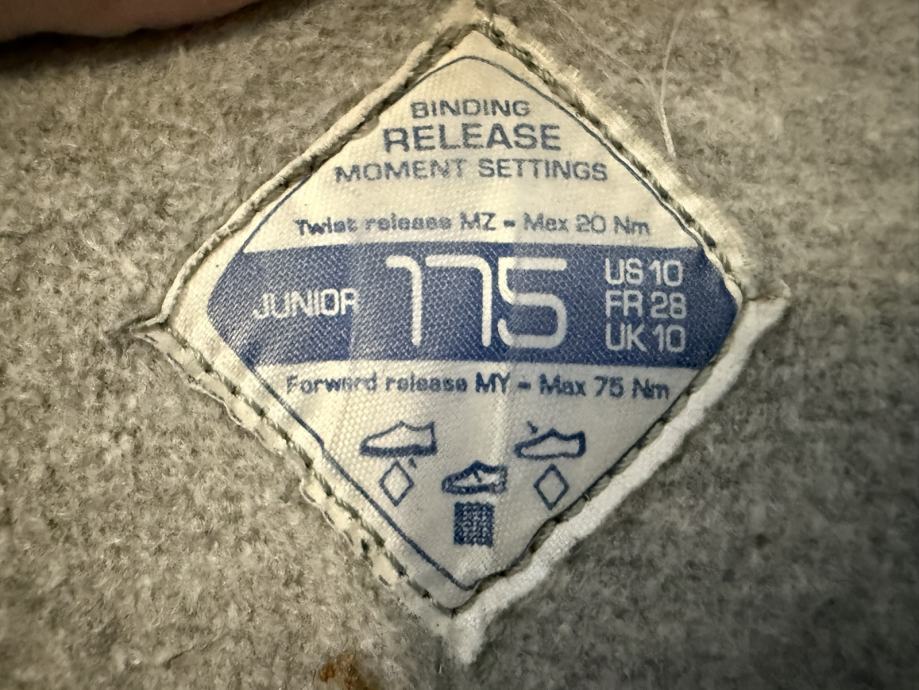 BINDING
RELEASE
MOMENT SETTINGS
Twist release MZ - Max 20 Nm
JUNIOR 175
US 10
FR 28
UK 10
Forward release MY - Max 75 Nm